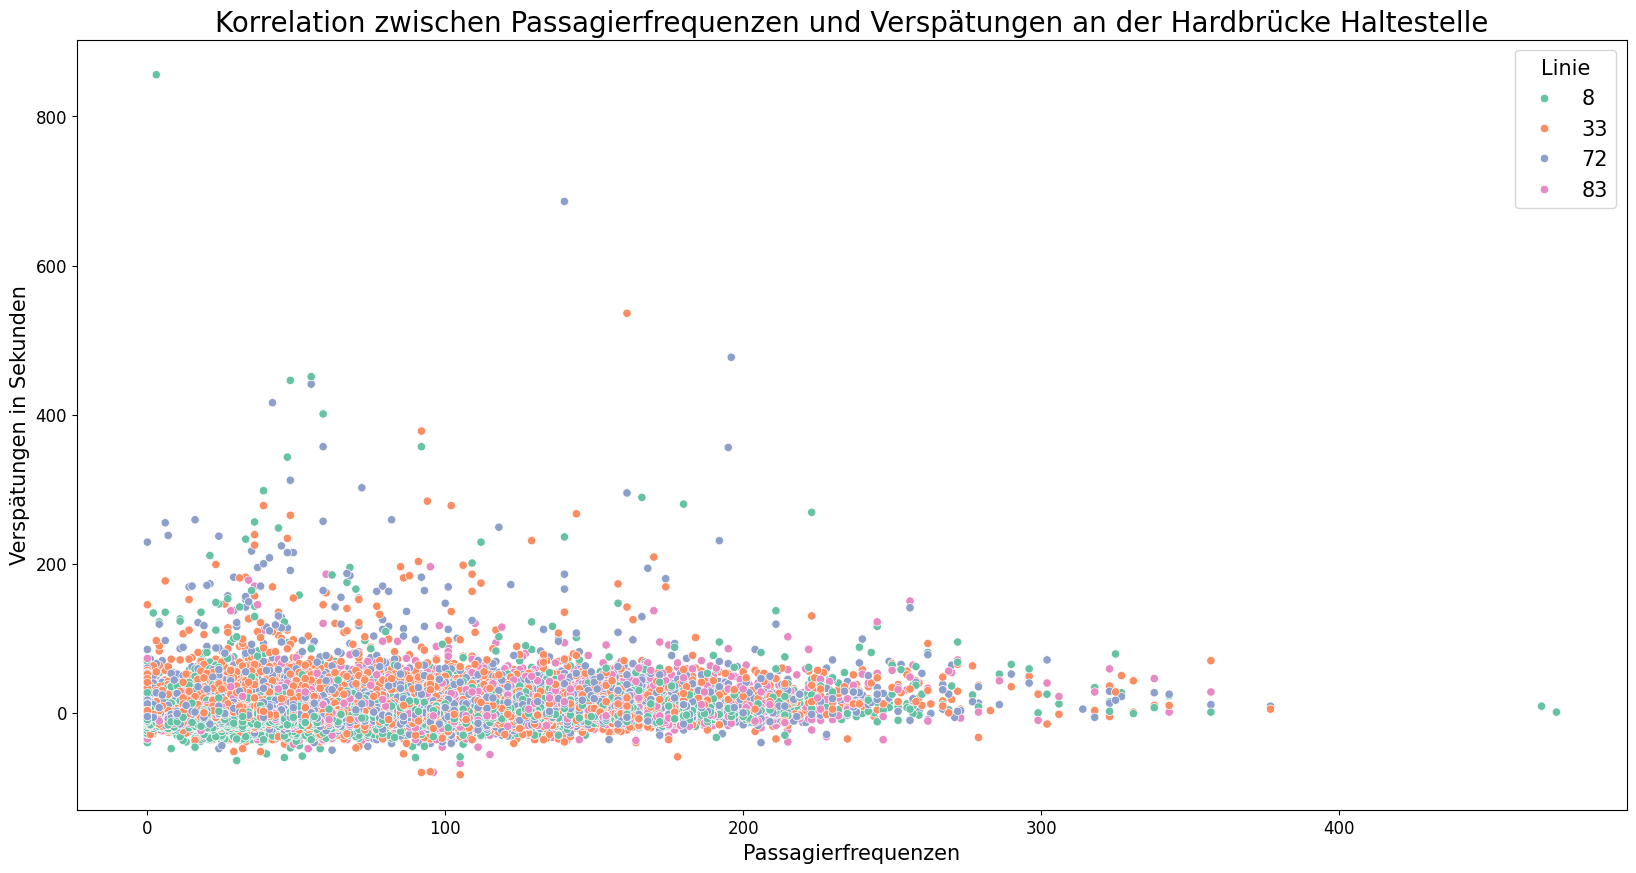 Korrelation zwischen Passagierfrequenzen und Verspätungen an der Hardbrücke Haltestelle
Linie
8
33
72
83
800
600
400
200
0
Verspätungen in Sekunden
0 100 200 300 400
Passagierfrequenzen